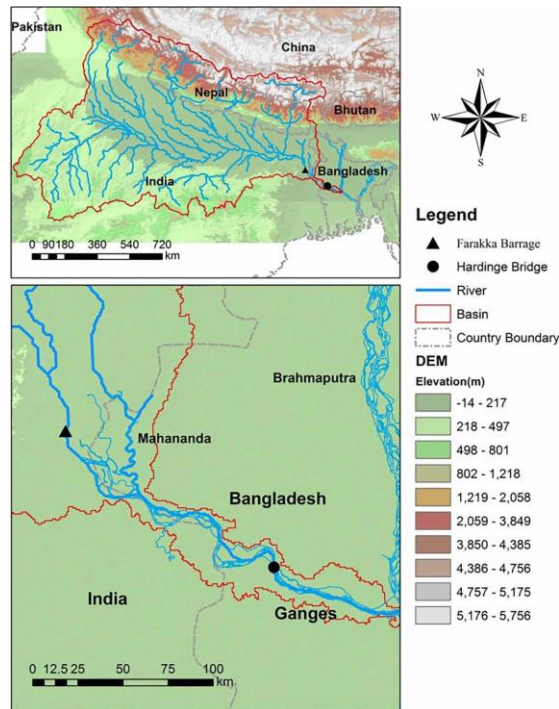 Pakistan
China
Nepal
Bhutan
India
Bangladesh
0 90180 360 540 720
km
N
W E
S
Legend
Farakka Barrage
Hardinge Bridge
River
Basin
Country Boundary
DEM
Elevation(m)
-14 - 217
218 - 497
498 - 801
802 - 1,218
1,219 - 2,058
2,059 - 3,849
3,850 - 4,385
4,386 - 4,756
4,757 - 5,175
5,176 - 5,756
Brahmaputra
Mahananda
Bangladesh
India
Ganges
0 12.5 25 50 75 100
km